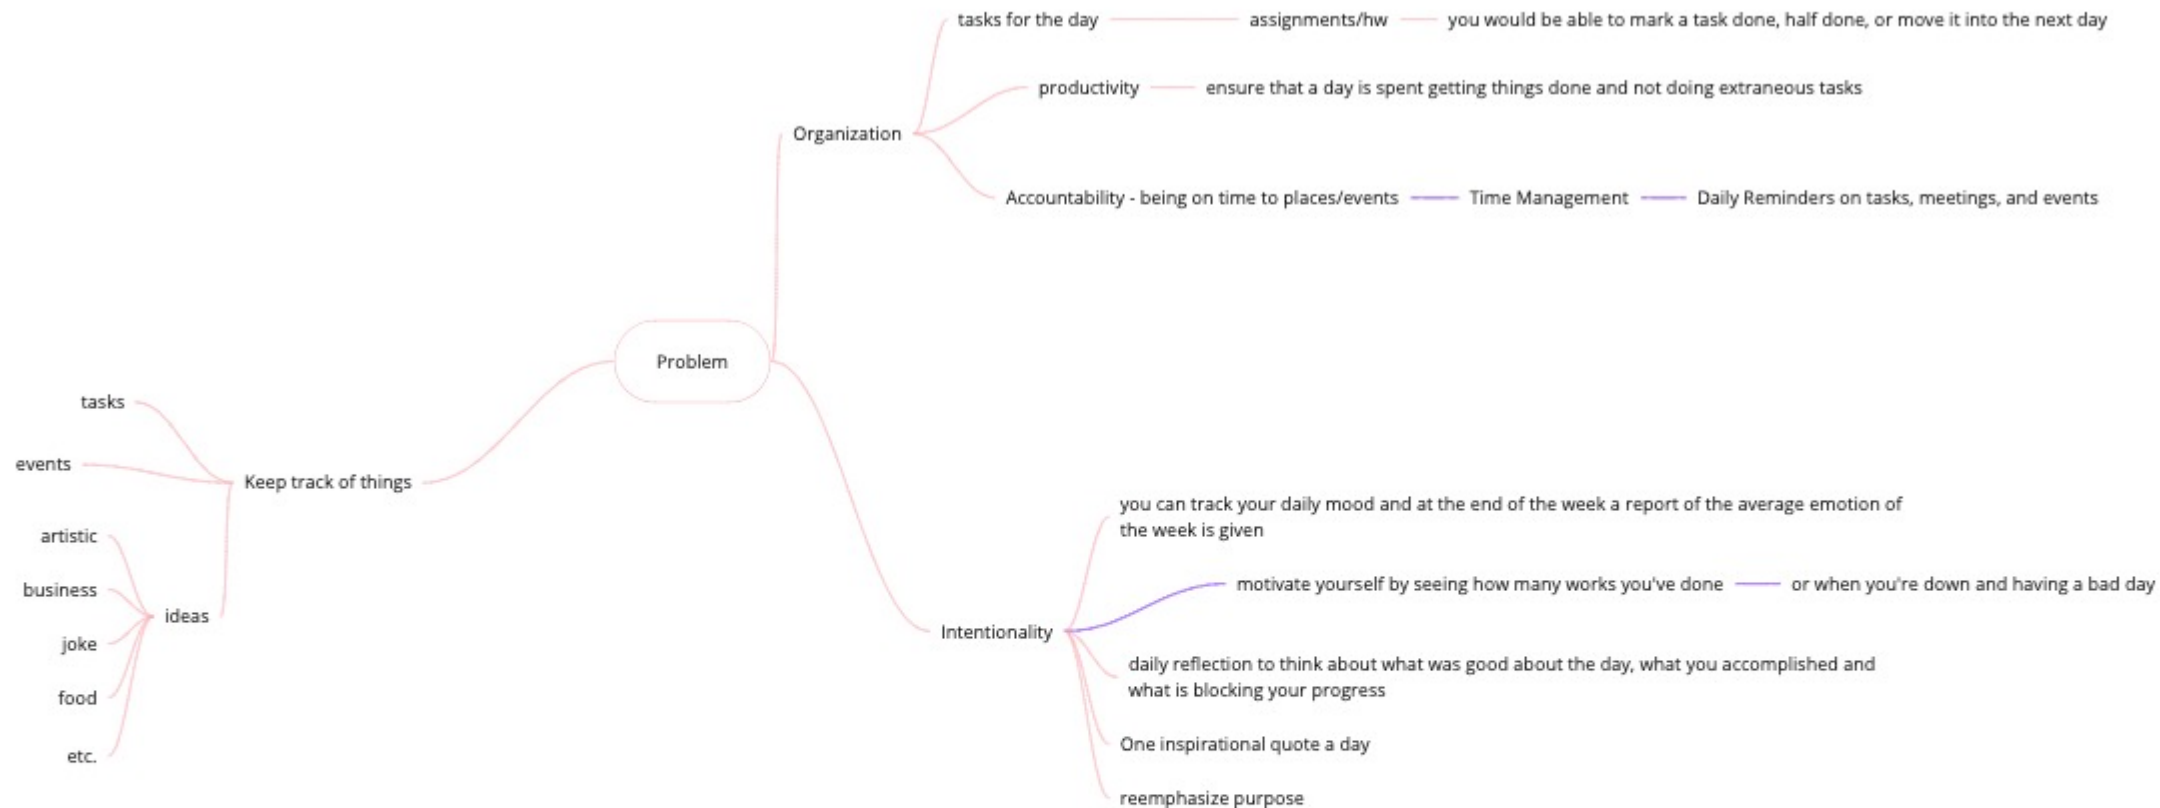 tasks for the day
assignments/hw
you would be able to mark a task done, half done, or move it into the next day
productivity
ensure that a day is spent getting things done and not doing extraneous tasks
Organization
Accountability - being on time to places/events
Time Management
Daily Reminders on tasks, meetings, and events
Problem
tasks
events
Keep track of things
artistic
business
ideas
joke
food
etc.
you can track your daily mood and at the end of the week a report of the average emotion of
the week is given
motivate yourself by seeing how many works you've done
or when you're down and having a bad day
Intentionality
daily reflection to think about what was good about the day, what you accomplished and
what is blocking your progress
One inspirational quote a day
reemphasize purpose